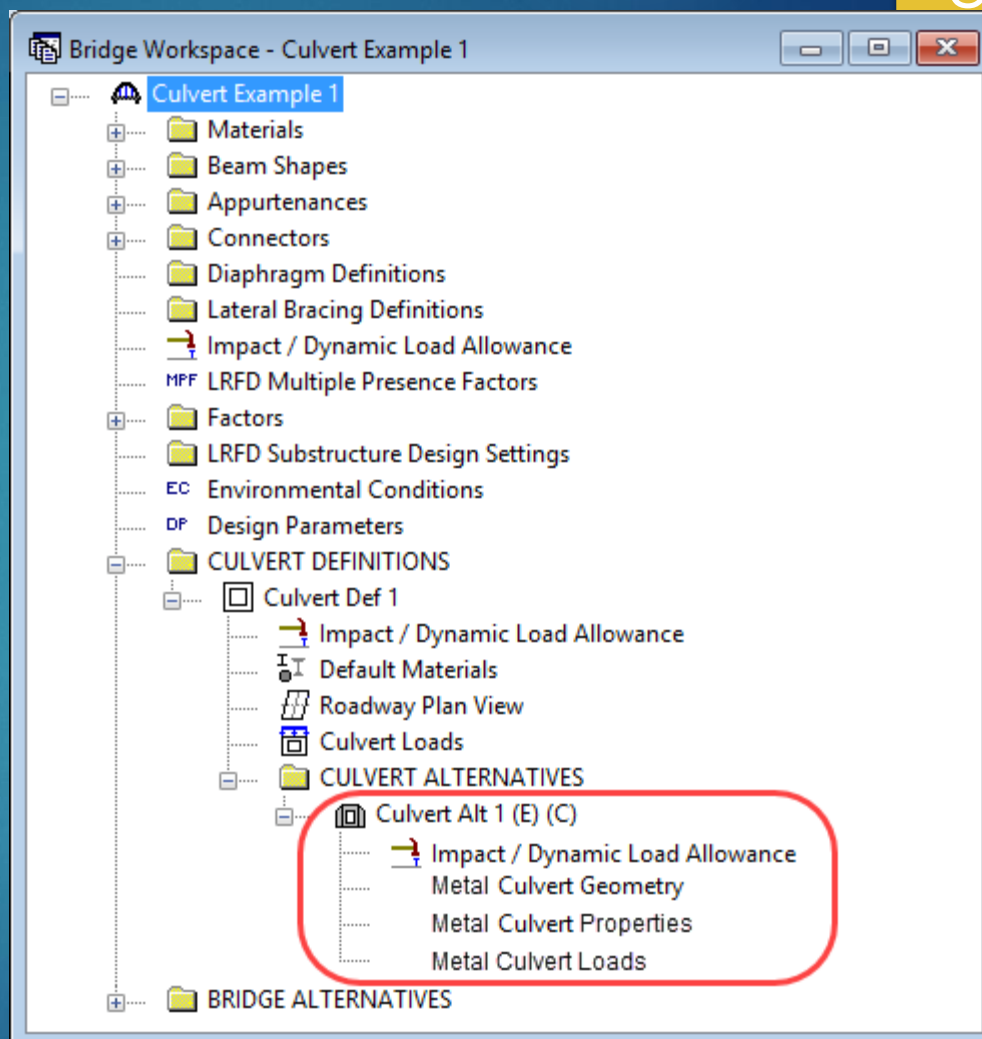 Bridge Workspace - Culvert Example 1
Culvert Example 1
Materials
Beam Shapes
Appurtenances
Connectors
Diaphragm Definitions
Lateral Bracing Definitions
Impact / Dynamic Load Allowance
MPF LRFD Multiple Presence Factors
Factors
LRFD Substructure Design Settings
EC Environmental Conditions
DP Design Parameters
CULVERT DEFINITIONS
Culvert Def 1
Impact / Dynamic Load Allowance
Default Materials
Roadway Plan View
Culvert Loads
CULVERT ALTERNATIVES
Culvert Alt 1 (E) (C)
Impact / Dynamic Load Allowance
Metal Culvert Geometry
Metal Culvert Properties
Metal Culvert Loads
BRIDGE ALTERNATIVES